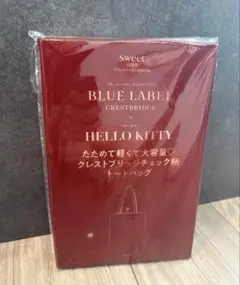 sweet
BLUE LABEL
CRESTBRIDGE
×
HELLO KITTY
たためて軽くて大容量♡
クレストブリッジチェック柄
トートバッグ